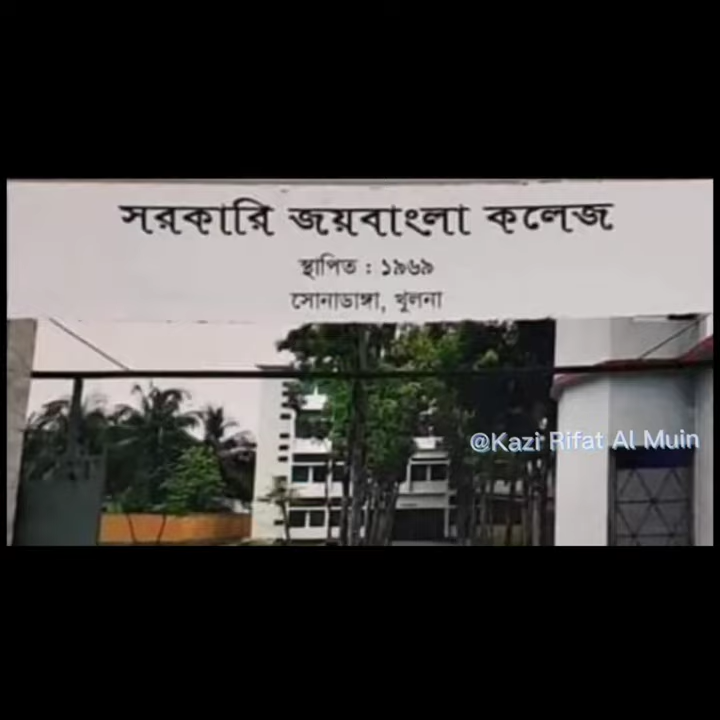 সরকারি জয়বাংলা কলেজ
স্থাপিত : ১৯৬৯
সোনাডাঙ্গা, খুলনা
@Kazi Rifat Al Muin